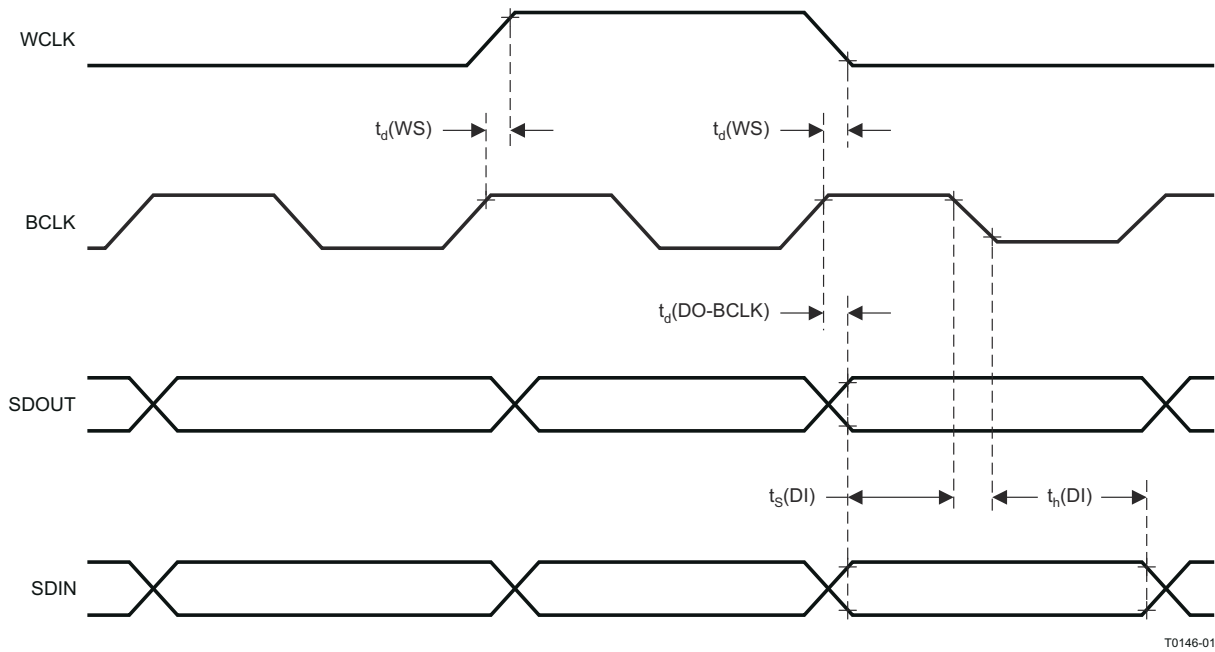 WCLK
td(WS) td(WS)
BCLK
td(DO-BCLK)
SDOUT
tS(DI) th(DI)
SDIN
T0146-01